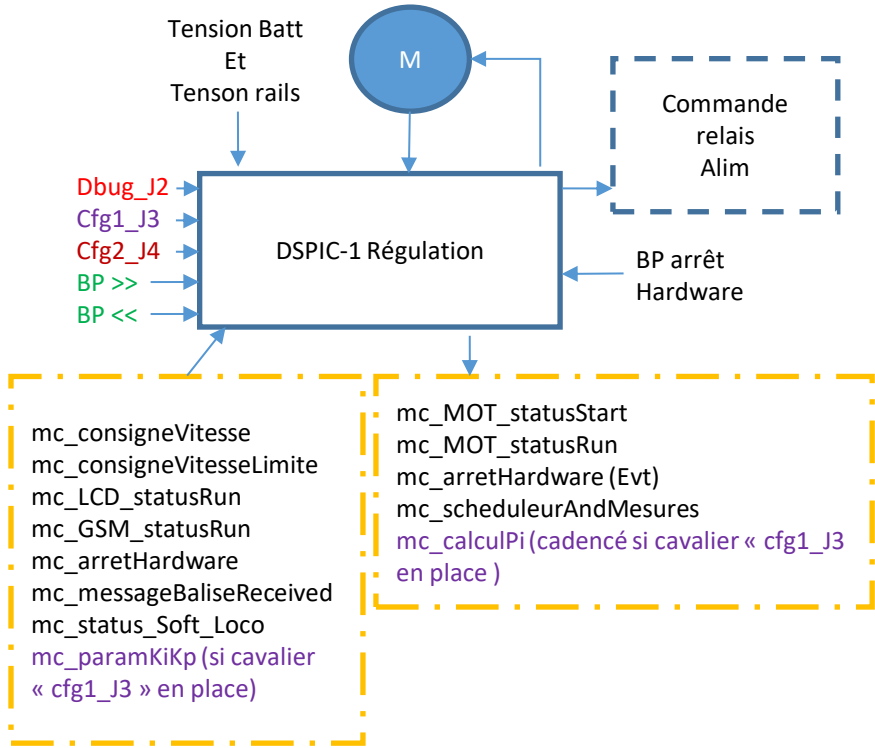 Tension Batt
Et
Tenson rails
M
Commande
relais
Alim
Dbug_J2
Cfg1_J3
Cfg2_J4
BP >>
BP <<
DSPIC-1 Régulation
BP arrêt
Hardware
mc_consigneVitesse
mc_consigneVitesseLimite
mc_LCD_statusRun
mc_GSM_statusRun
mc_arretHardware
mc_messageBaliseReceived
mc_status_Soft_Loco
mc_paramKiKp (si cavalier
« cfg1_J3 » en place)
mc_MOT_statusStart
mc_MOT_statusRun
mc_arretHardware (Evt)
mc_scheduleurAndMesures
mc_calculPi (cadencé si cavalier « cfg1_J3
en place )